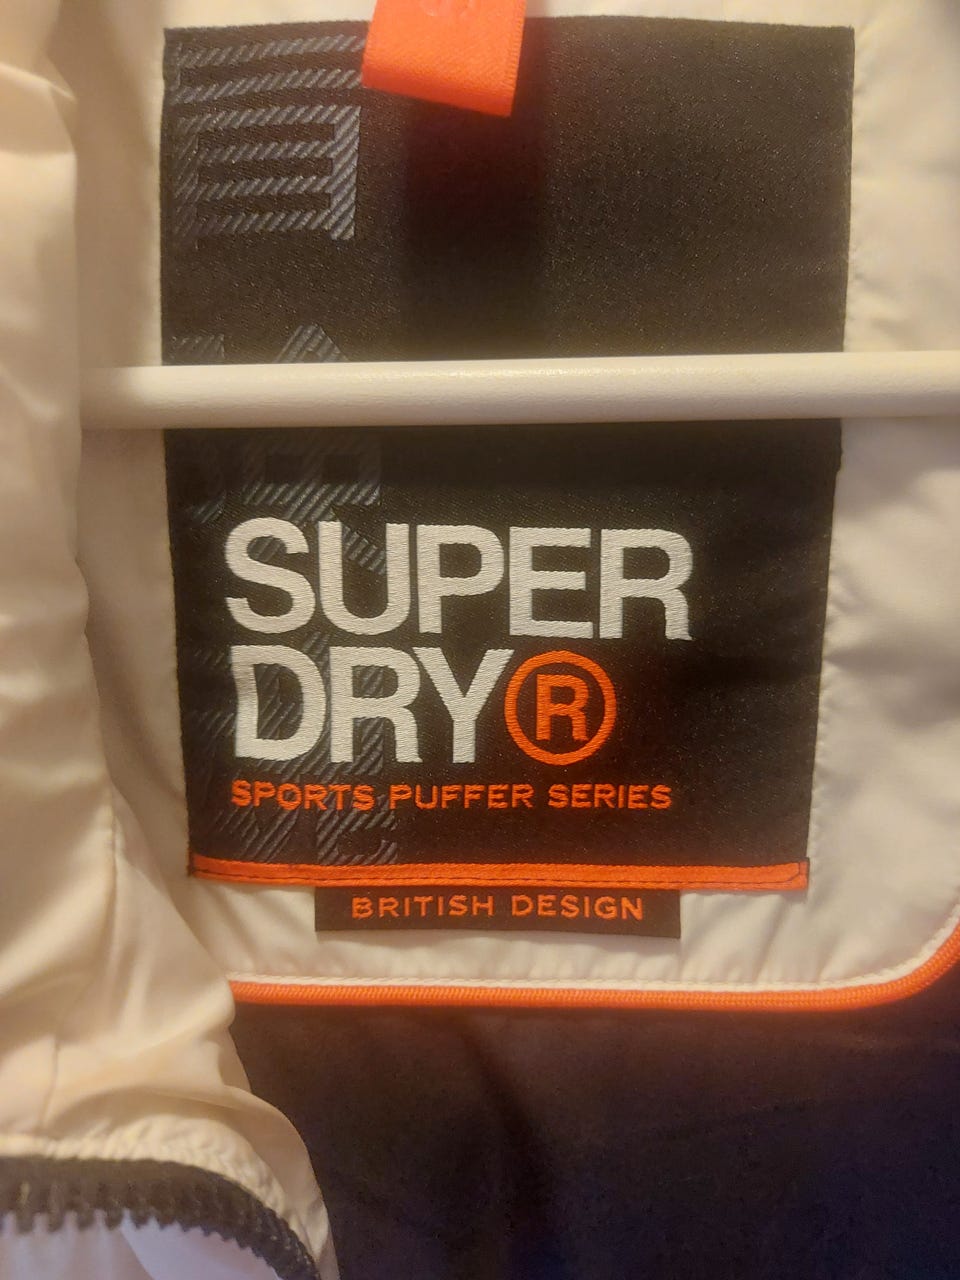 SUPER
DRY®
SPORTS PUFFER SERIES
BRITISH DESIGN